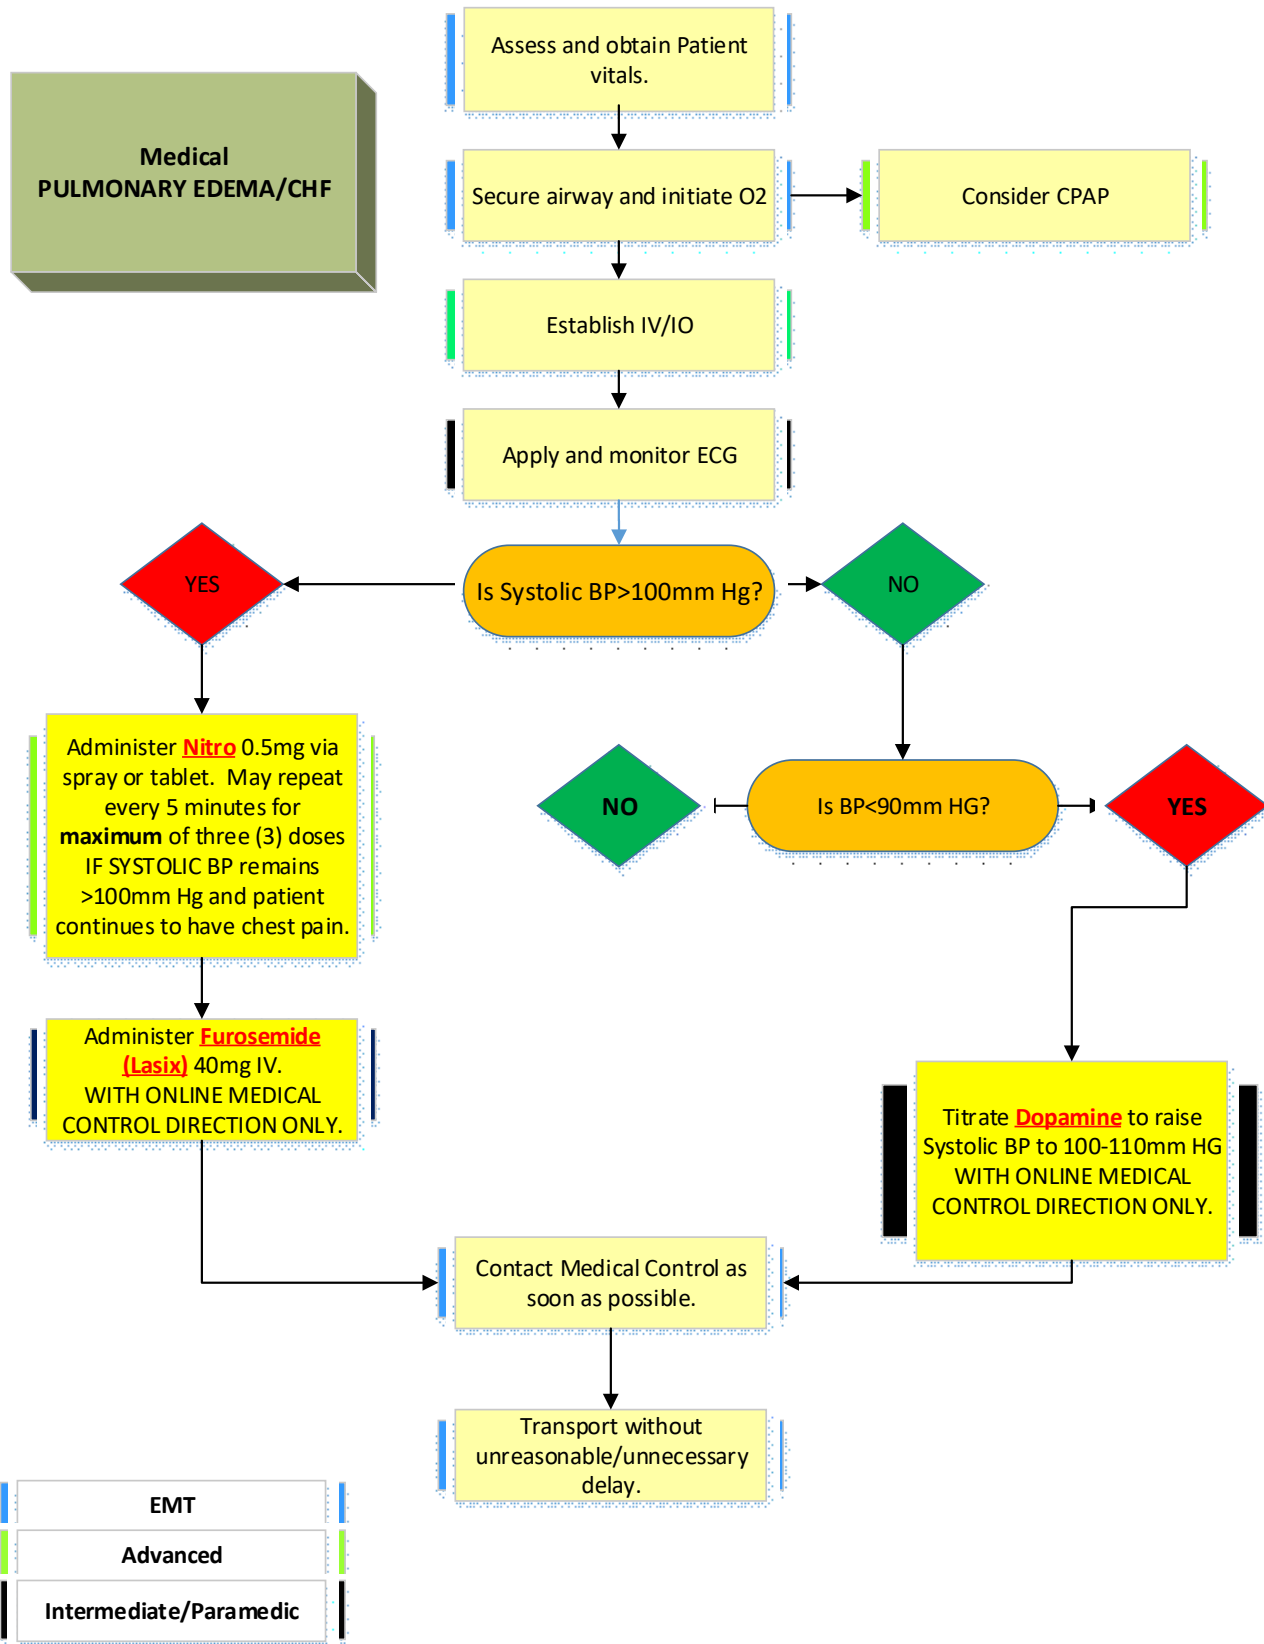 Assess and obtain Patient
vitals.
Medical
PULMONARY EDEMA/CHF
Secure airway and initiate O2
Consider CPAP
Establish IV/IO
Apply and monitor ECG
YES
Is Systolic BP>100mm Hg?
NO
Administer Nitro 0.5mg via
spray or tablet.  May repeat
every 5 minutes for
maximum of three (3) doses
IF SYSTOLIC BP remains
>100mm Hg and patient
continues to have chest pain.
NO
Is BP<90mm HG?
YES
Administer Furosemide
(Lasix) 40mg IV.
WITH ONLINE MEDICAL
CONTROL DIRECTION ONLY.
Titrate Dopamine to raise
Systolic BP to 100-110mm HG
WITH ONLINE MEDICAL
CONTROL DIRECTION ONLY.
Contact Medical Control as
soon as possible.
Transport without
unreasonable/unnecessary
delay.
EMT
Advanced
Intermediate/Paramedic